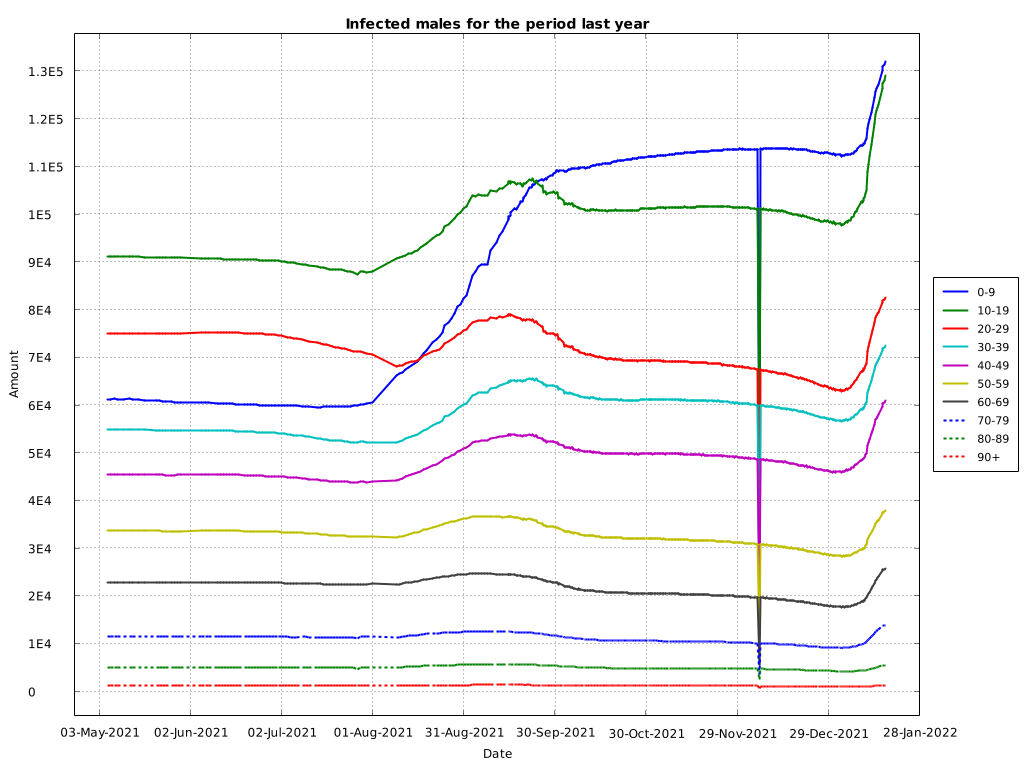 Infected males for the period last year
1.3E5
1.2E5
1.1E5
1E5
9E4
8E4
7E4
6E4
5E4
4E4
3E4
2E4
1E4
0
Amount
03-May-2021 02-Jun-2021 02-Jul-2021 01-Aug-2021 31-Aug-2021 30-Sep-2021 30-Oct-2021 29-Nov-2021 29-Dec-2021 28-Jan-2022
Date
0-9
10-19
20-29
30-39
40-49
50-59
60-69
70-79
80-89
90+